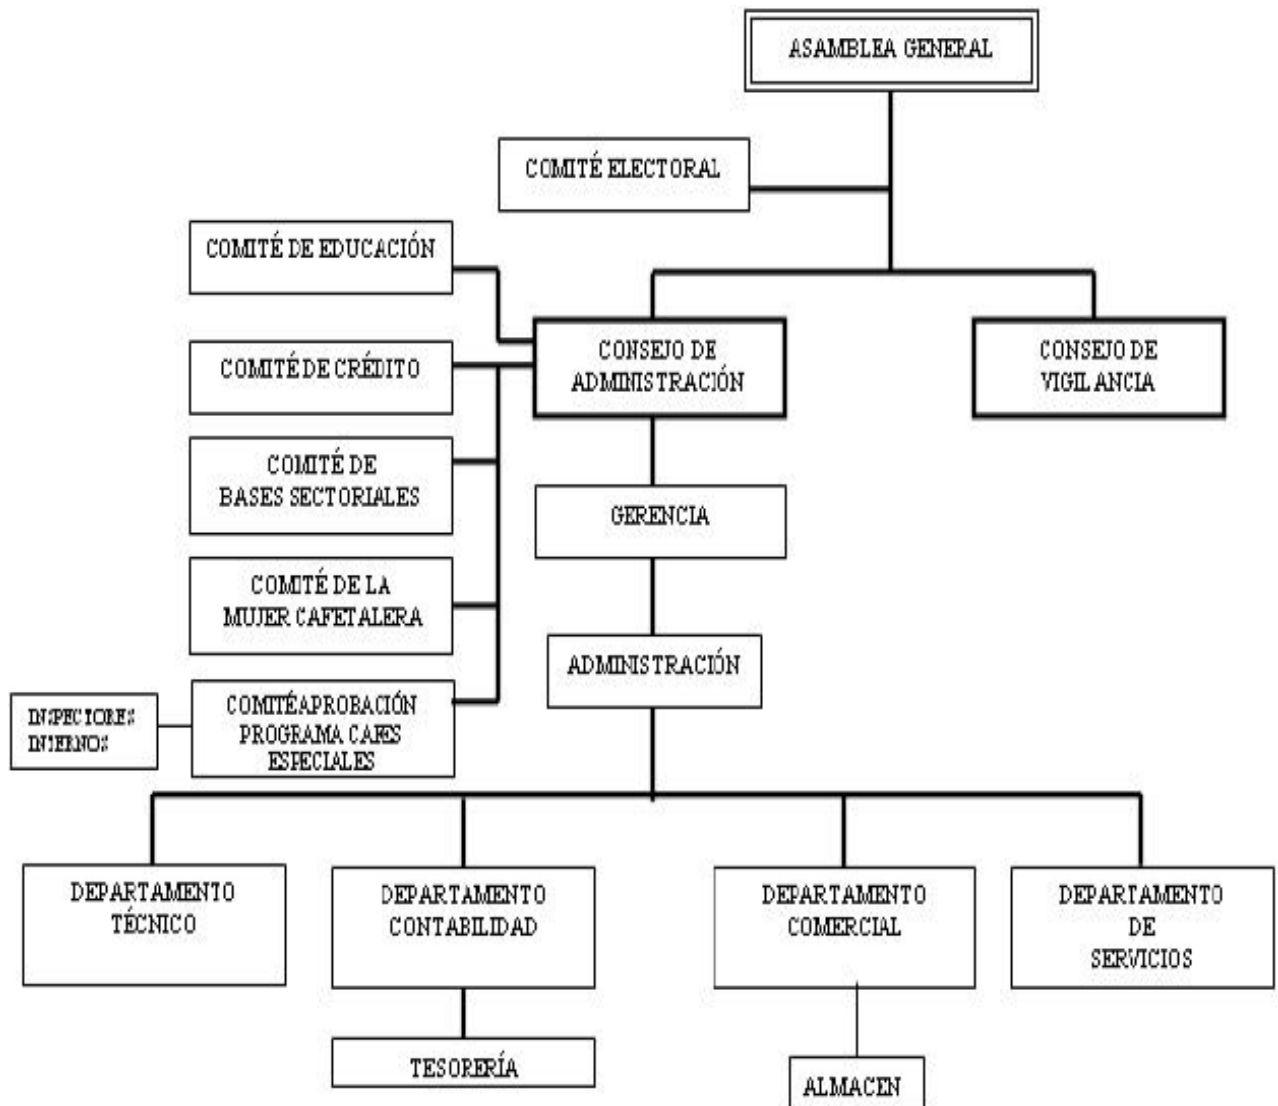 ASAMBLEA GENERAL
COMITÉ ELECTORAL
COMITÉ DE EDUCACIÓN
CONSEJO DE
ADMINISTRACIÓN
CONSEJO DE
VIGILANCIA
COMITÉ DE CRÉDITO
COMITÉ DE
BASES SECTORIALES
GERENCIA
COMITÉ DE LA
MUJER CAFETALERA
ADMINISTRACIÓN
INSPECTORES
INTERNOS
COMITÉ APROBACIÓN
PROGRAMA CAFES
ESPECIALES
DEPARTAMENTO
TÉCNICO
DEPARTAMENTO
CONTABILIDAD
DEPARTAMENTO
COMERCIAL
DEPARTAMENTO
DE
SERVICIOS
TESORERÍA
ALMACEN